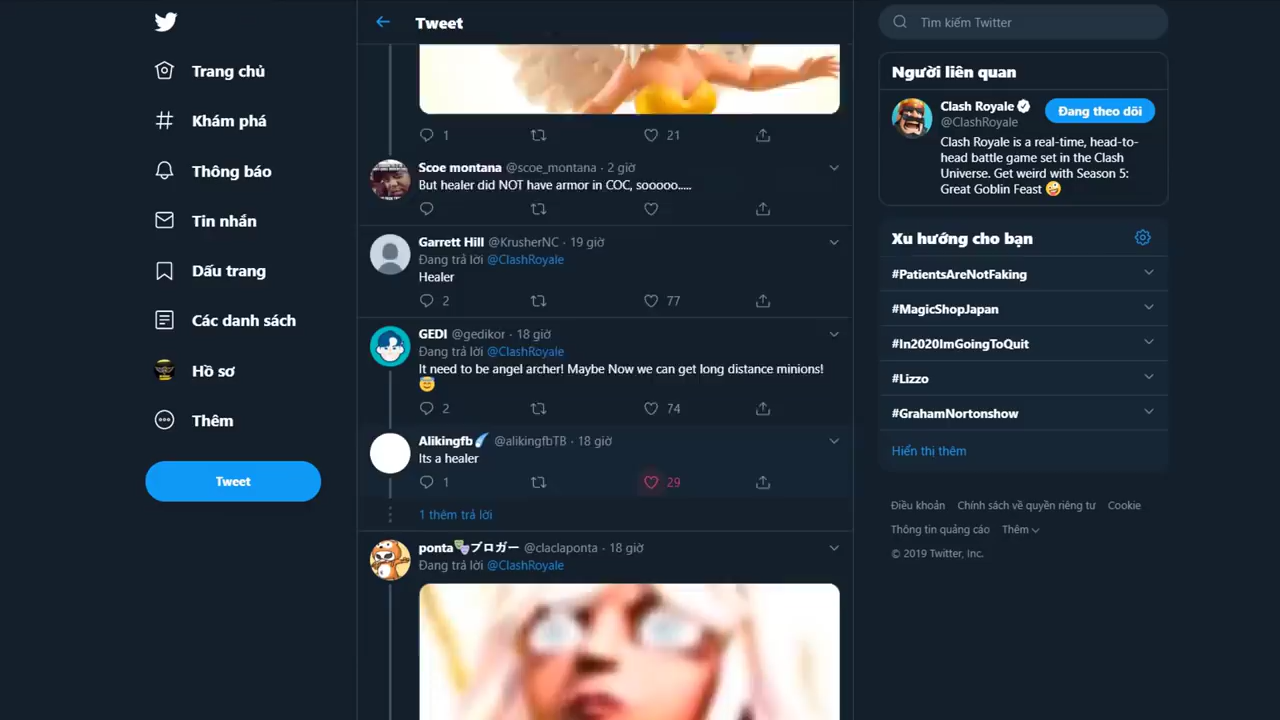 Trang chủ
Khám phá
Thông báo
Tin nhắn
Dấu trang
Các danh sách
Hồ sơ
Thêm
Tweet
Tweet
1
21
Scoe montana @scoe_montana · 2 giờ
But healer did NOT have armor in COC, sooooo.....
Garrett Hill @KrusherNC · 19 giờ
Đang trả lời @ClashRoyale
Healer
2
77
GEDI @gedikor · 18 giờ
Đang trả lời @ClashRoyale
It need to be angel archer! Maybe Now we can get long distance minions!
2
74
Alikingfb @alikingfbTB · 18 giờ
Its a healer
1
29
1 thêm trả lời
ponta ブロガー @claclaponta · 18 giờ
Đang trả lời @ClashRoyale
Tìm kiếm Twitter
Người liên quan
Clash Royale
@ClashRoyale
Đang theo dõi
Clash Royale is a real-time, head-to-
head battle game set in the Clash
Universe. Get weird with Season 5:
Great Goblin Feast
Xu hướng cho bạn
#PatientsAreNotFaking
#MagicShopJapan
#In2020ImGoingToQuit
#Lizzo
#GrahamNortonshow
Hiển thị thêm
Điều khoản Chính sách về quyền riêng tư Cookie
Thông tin quảng cáo Thêm
© 2019 Twitter, Inc.